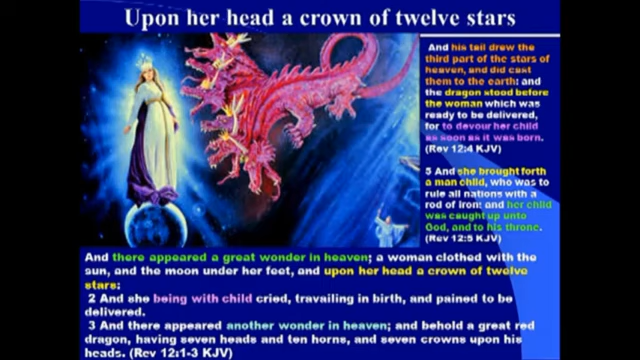 Upon her head a crown of twelve stars
And his tail drew the
third part of the stars of
heaven, and did cast
them to the earth: and
the dragon stood before
the woman which was
ready to be delivered,
for to devour her child
as soon as it was born.
(Rev 12:4 KJV)
5 And she brought forth
a man child, who was to
rule all nations with a
rod of iron: and her child
was caught up unto
God, and to his throne.
(Rev 12:5 KJV)
And there appeared a great wonder in heaven; a woman clothed with the
sun, and the moon under her feet, and upon her head a crown of twelve
stars:
2 And she being with child cried, travailing in birth, and pained to be
delivered.
3 And there appeared another wonder in heaven; and behold a great red
dragon, having seven heads and ten horns, and seven crowns upon his
heads. (Rev 12:1-3 KJV)